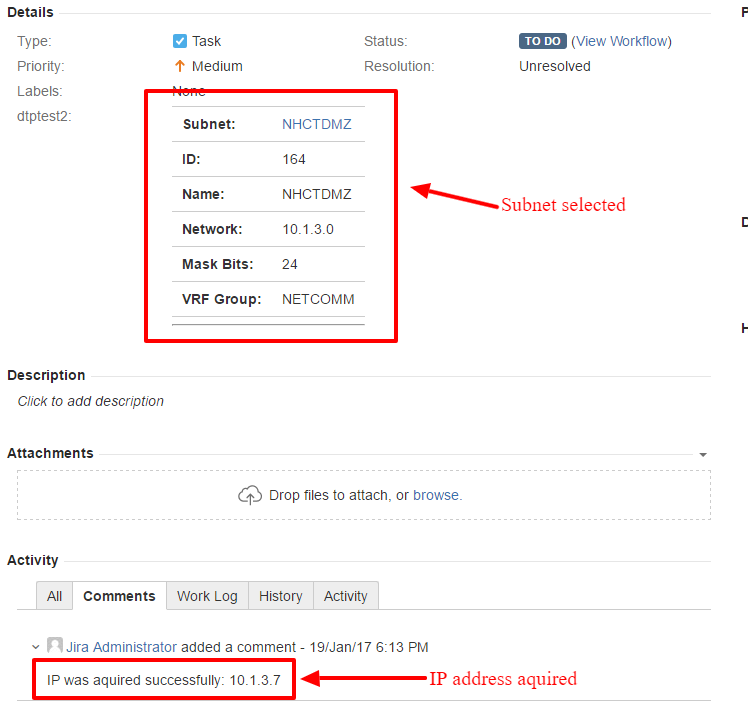 Details
Type: Task Status: TO DO (View Workflow)
Priority: Medium Resolution: Unresolved
Labels: None
dtptest2:
Subnet: NHCTDMZ
ID: 164
Name: NHCTDMZ
Subnet selected
Network: 10.1.3.0
Mask Bits: 24
VRF Group: NETCOMM
Description
Click to add description
Attachments
Drop files to attach, or browse.
Activity
All Comments Work Log History Activity
Jira Administrator added a comment - 19/Jan/17 6:13 PM
IP was aquired successfully: 10.1.3.7 IP address aquired